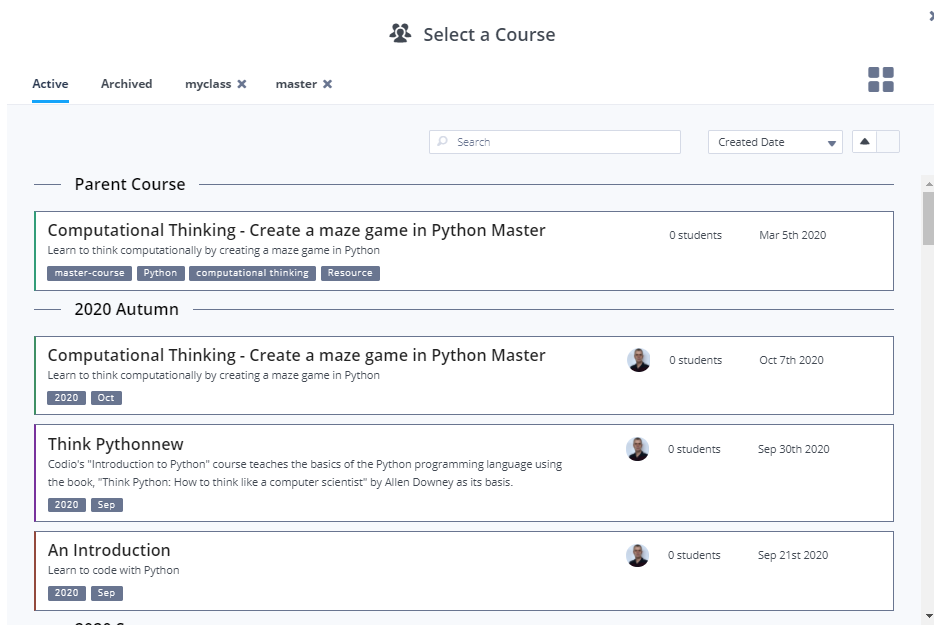 Select a Course
Active Archived myclass master
Search Created Date
Parent Course
Computational Thinking - Create a maze game in Python Master
0 students Mar 5th 2020
Learn to think computationally by creating a maze game in Python
master-course Python computational thinking Resource
2020 Autumn
Computational Thinking - Create a maze game in Python Master
0 students Oct 7th 2020
Learn to think computationally by creating a maze game in Python
2020 Oct
Think Pythonnew
0 students Sep 30th 2020
Codio's "Introduction to Python" course teaches the basics of the Python programming language using
the book, "Think Python: How to think like a computer scientist" by Allen Downey as its basis.
2020 Sep
An Introduction
0 students Sep 21st 2020
Learn to code with Python
2020 Sep